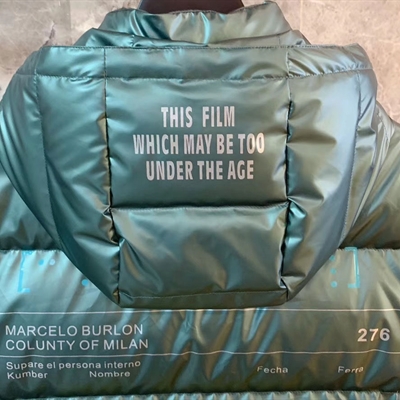 THIS FILM
WHICH MAY BE TOO
UNDER THE AGE
MARCELO BURLON
COLUNTY OF MILAN
276
Supare el persona interno
Kumber Nombre Fecha Ferra